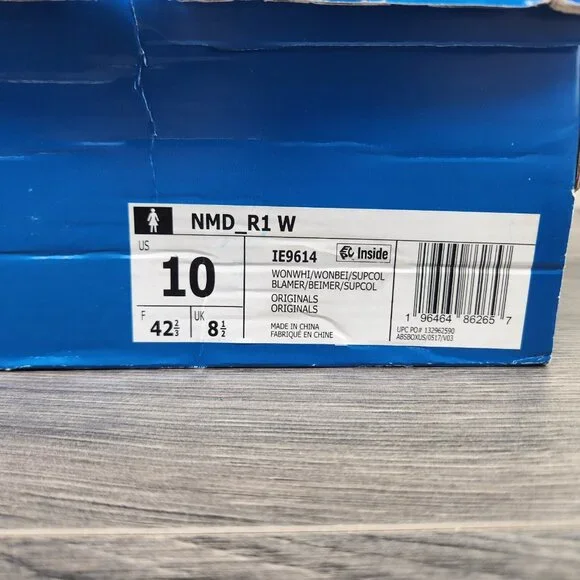 NMD_R1 W
US
10
F
42 2/3
UK
8 1/2
IE9614
Inside
WONWHI/WONBEI/SUPCOL
BLAMER/BEIMER/SUPCOL
ORIGINALS
ORIGINALS
MADE IN CHINA
FABRIQUÉ EN CHINE
1 96464 86265 7
UPC PO# 132962590
ABSBOXUS/0517/V03